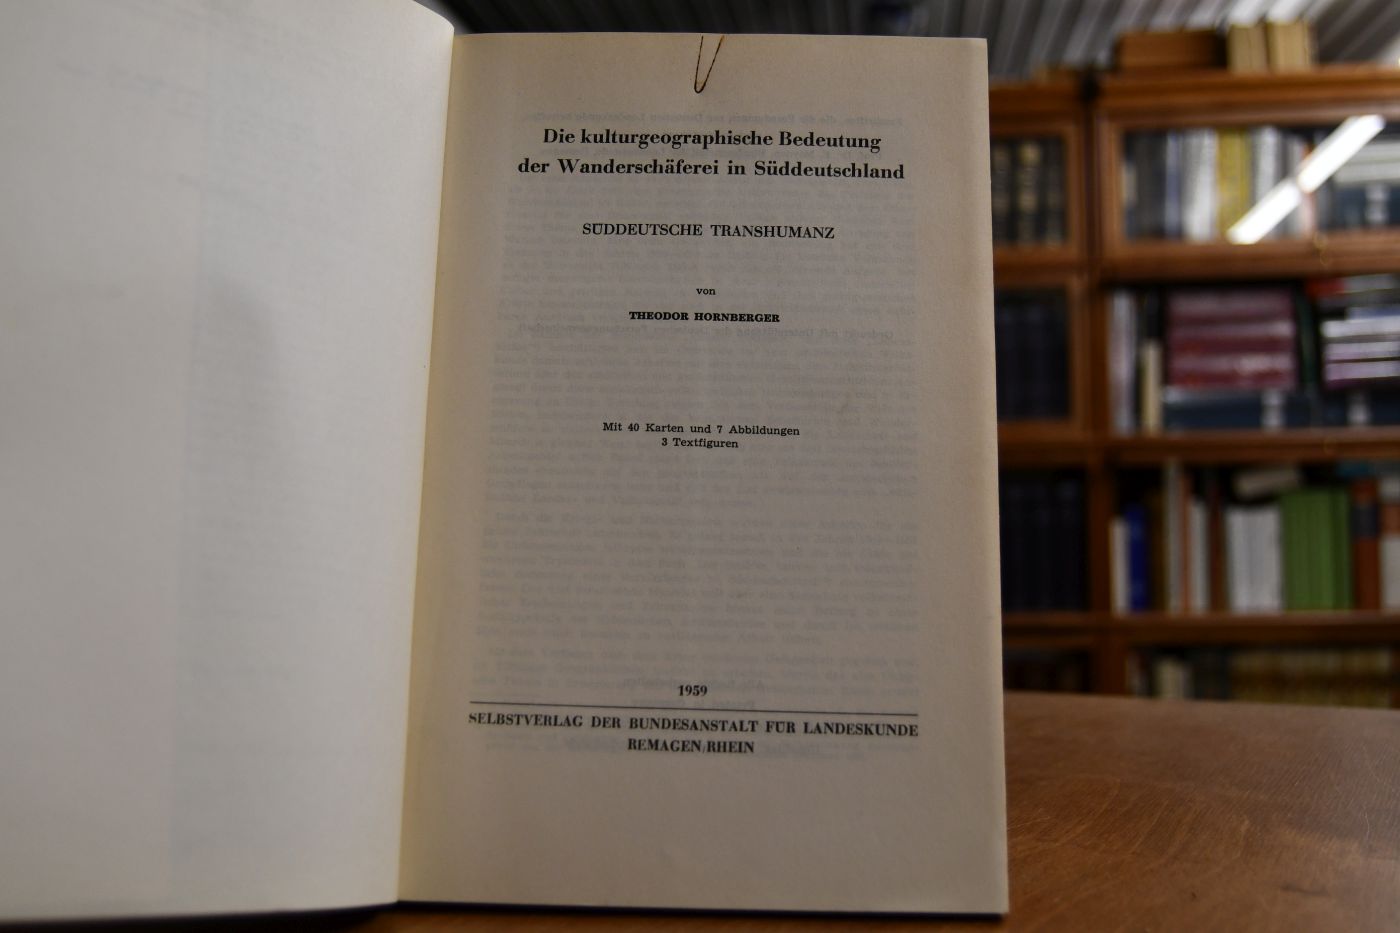 Die kulturgeographische Bedeutung
der Wanderschäferei in Süddeutschland
SÜDDEUTSCHE TRANSHUMANZ
von
THEODOR HORNBERGER
Mit 40 Karten und 7 Abbildungen
3 Textfiguren
1959
SELBSTVERLAG DER BUNDESANSTALT FÜR LANDESKUNDE
REMAGEN/RHEIN